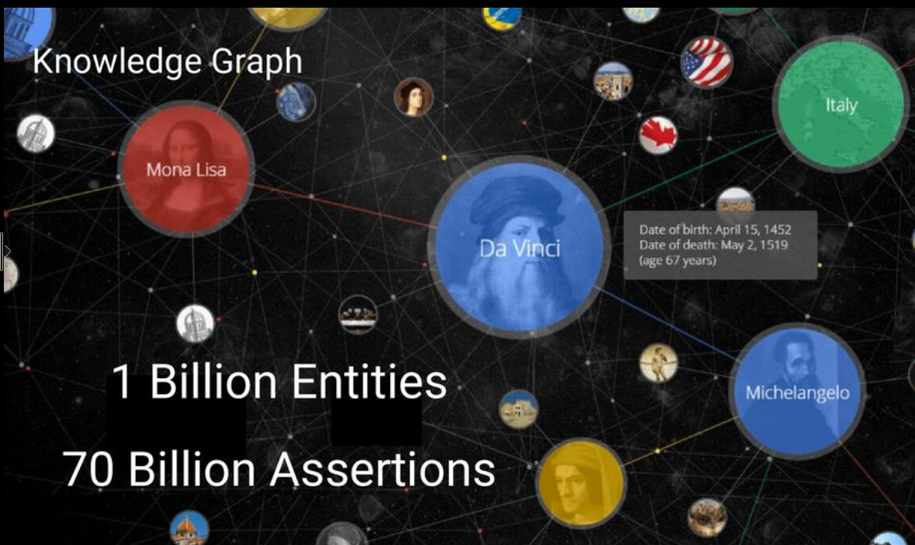 Knowledge Graph
Mona Lisa
Italy
Da Vinci
Date of birth: April 15, 1452
Date of death: May 2, 1519
(age 67 years)
1 Billion Entities
Michelangelo
70 Billion Assertions